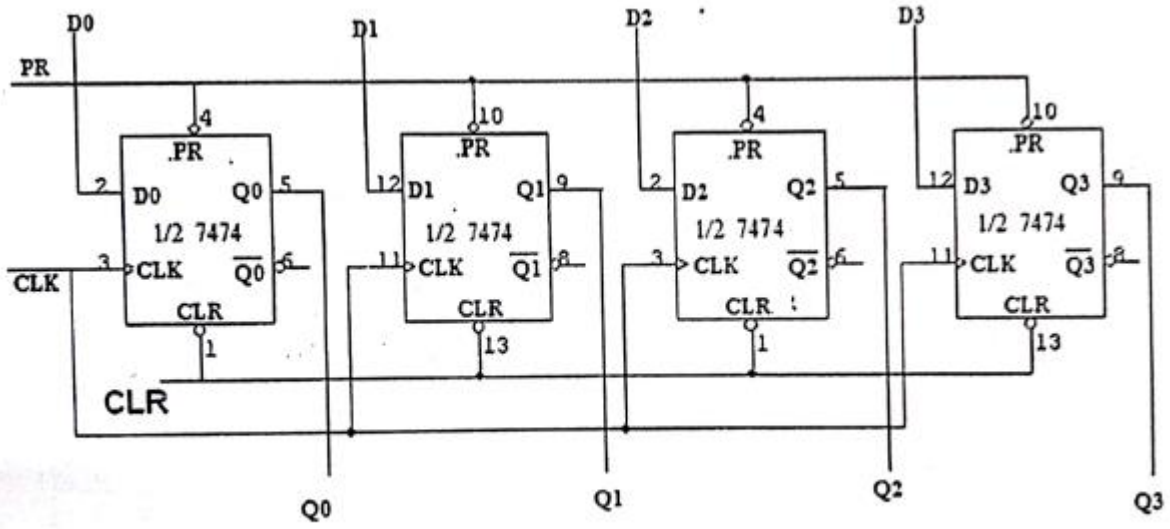 D0 D1 D2 D3
PR
4 10 4 10
.PR .PR .PR .PR
2 D0 Q0 5 12 D1 Q1 9 2 D2 Q2 5 12 D3 Q3 9
1/2 7474 1/2 7474 1/2 7474 1/2 7474
3 CLK Q0 6 11 CLK Q1 8 3 CLK Q2 6 11 CLK Q3 8
CLK
CLR CLR CLR CLR
1 13 1 13
CLR
Q0 Q1 Q2 Q3